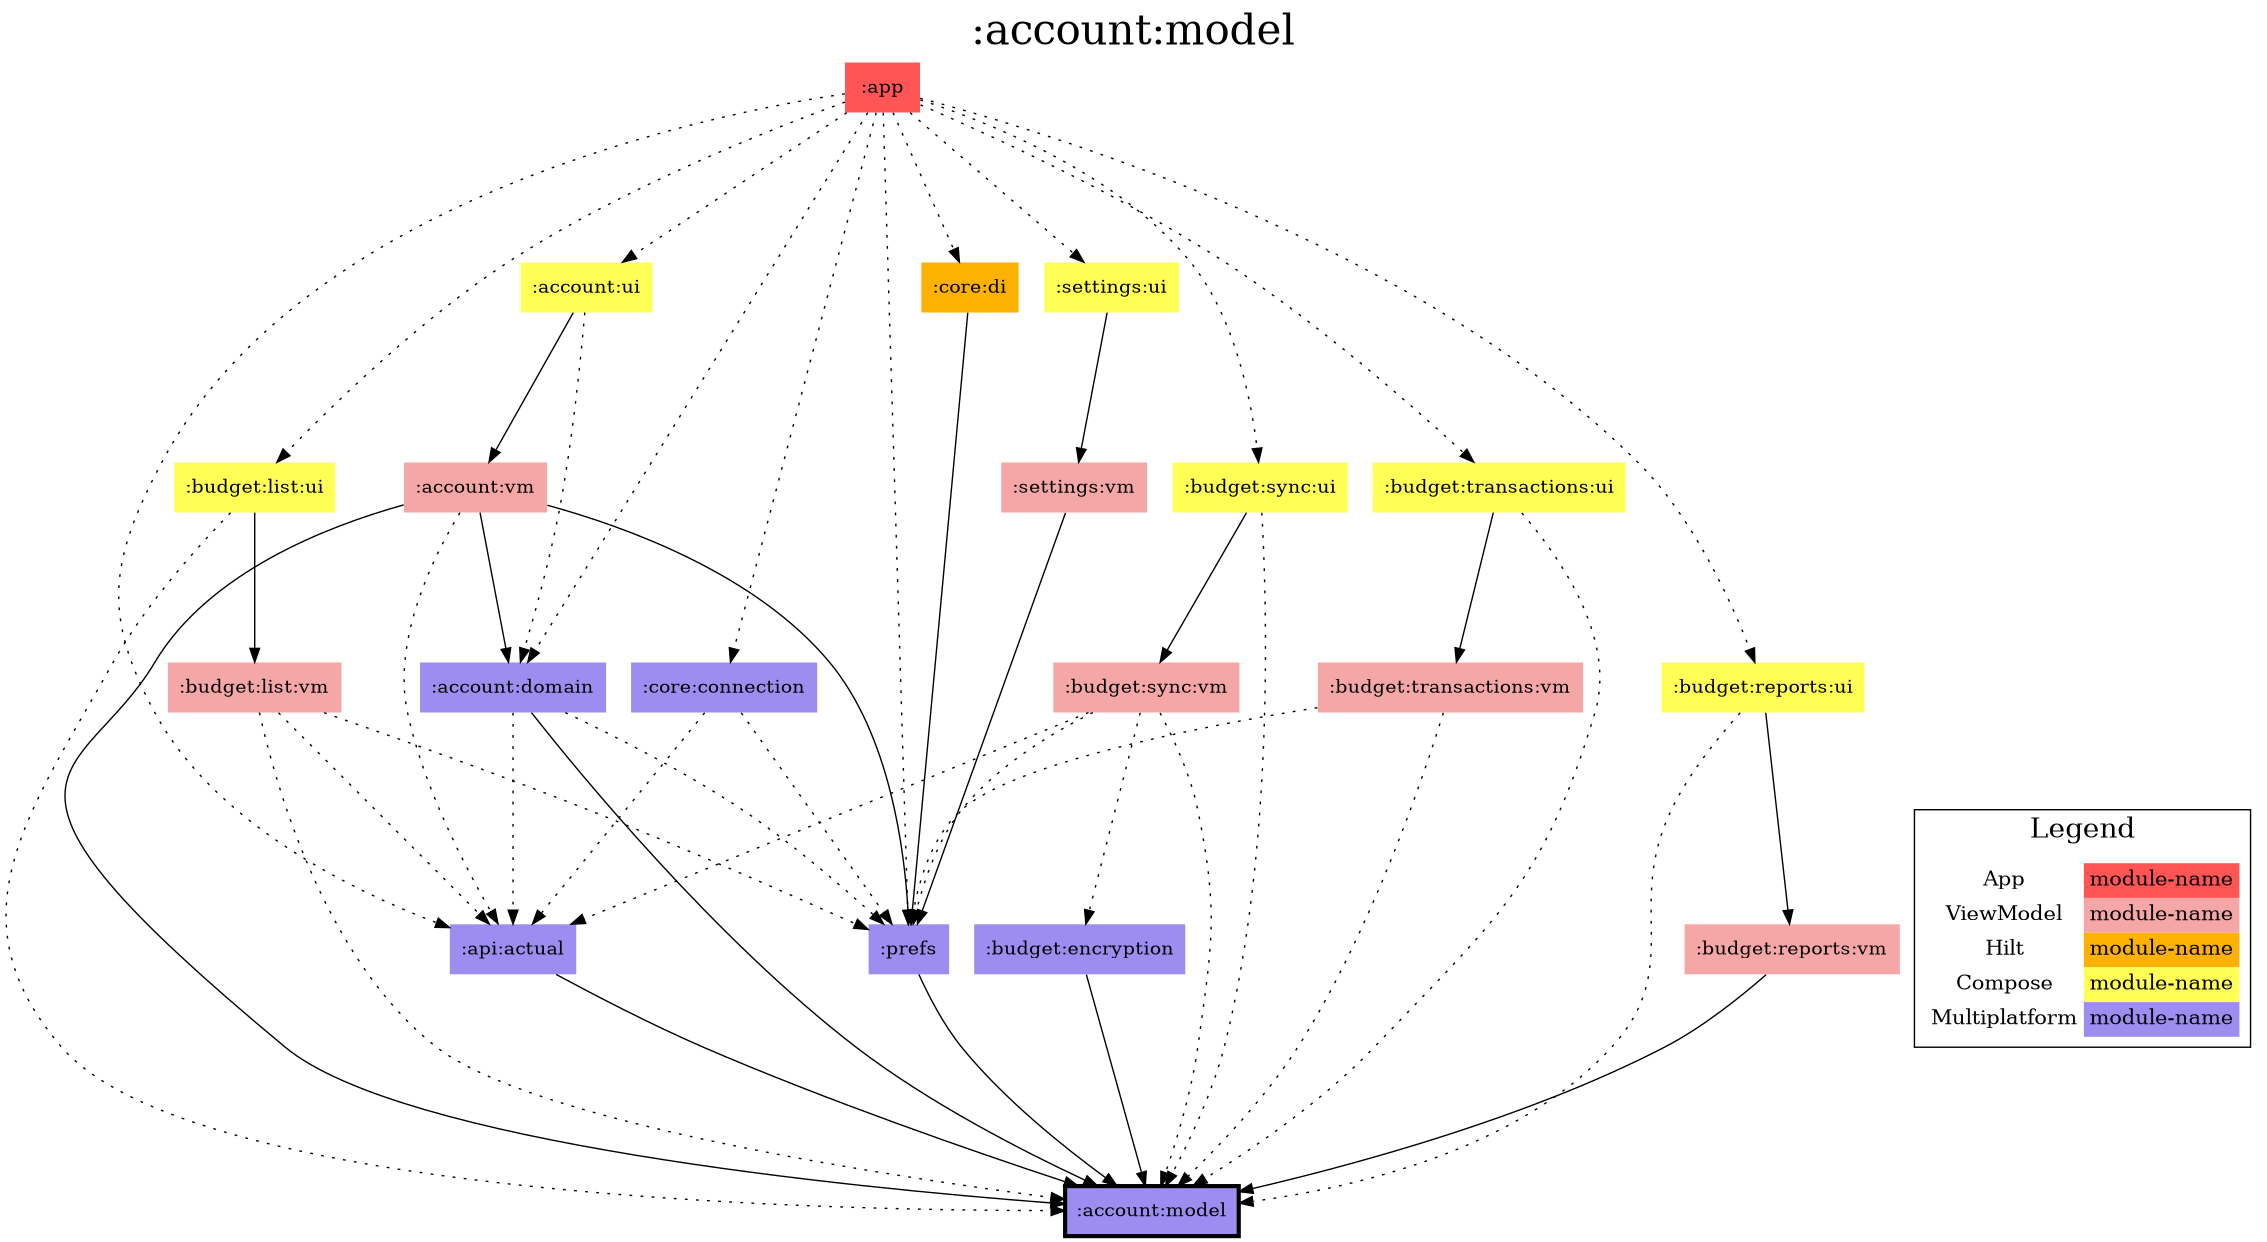 :account:model
:app
:account:ui
:core:di
:settings:ui
:budget:list:ui
:account:vm
:settings:vm
:budget:sync:ui
:budget:transactions:ui
:budget:list:vm
:account:domain
:core:connection
:budget:sync:vm
:budget:transactions:vm
:budget:reports:ui
:api:actual
:prefs
:budget:encryption
:budget:reports:vm
Legend
App module-name
ViewModel module-name
Hilt module-name
Compose module-name
Multiplatform module-name
:account:model